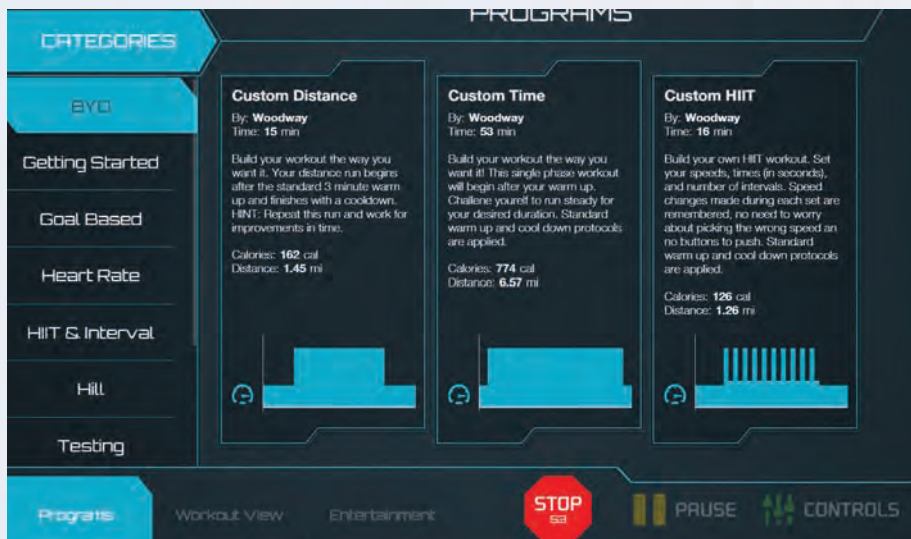 PROGRAMS
CATEGORIES
BYO
Getting Started
Goal Based
Heart Rate
HIIT & Interval
Hill
Testing
Custom Distance
By: Woodway
Time: 15 min
Build your workout the way you
want it. Your distance run begins
after the standard 3 minute warm
up and finishes with a cooldown.
HINT: Repeat this run and work for
improvements in time.
Calories: 162 cal
Distance: 1.45 mi
Custom Time
By: Woodway
Time: 53 min
Build your workout the way you
want it! This single phase workout
will begin after your warm up.
Challene yourelf to run steady for
your desired duration. Standard
warm up and cool down protocols
are applied.
Calories: 774 cal
Distance: 6.57 mi
Custom HIIT
By: Woodway
Time: 16 min
Build your own HIIT workout. Set
your speeds, times (in seconds),
and number of intervals. Speed
changes made during each set are
remembered, no need to worry
about picking the wrong speed an
no buttons to push. Standard
warm up and cool down protocols
are applied.
Calories: 126 cal
Distance: 1.26 mi
Programs
Workout View
Entertainment
STOP
53
PAUSE
CONTROLS